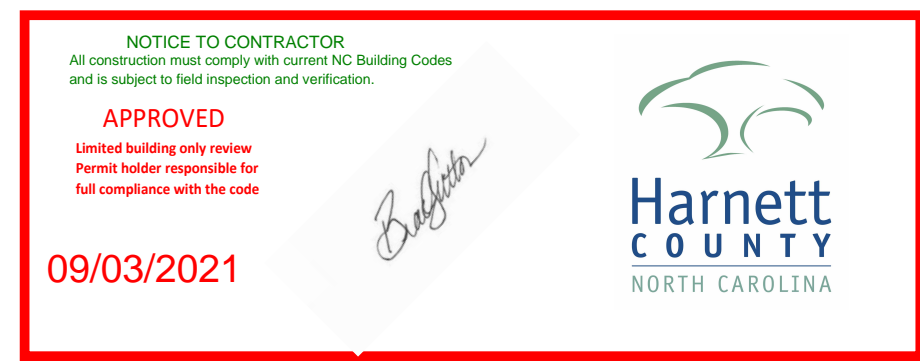 NOTICE TO CONTRACTOR
All construction must comply with current NC Building Codes
and is subject to field inspection and verification.
APPROVED
Limited building only review
Permit holder responsible for
full compliance with the code
09/03/2021
Harnett
COUNTY
NORTH CAROLINA